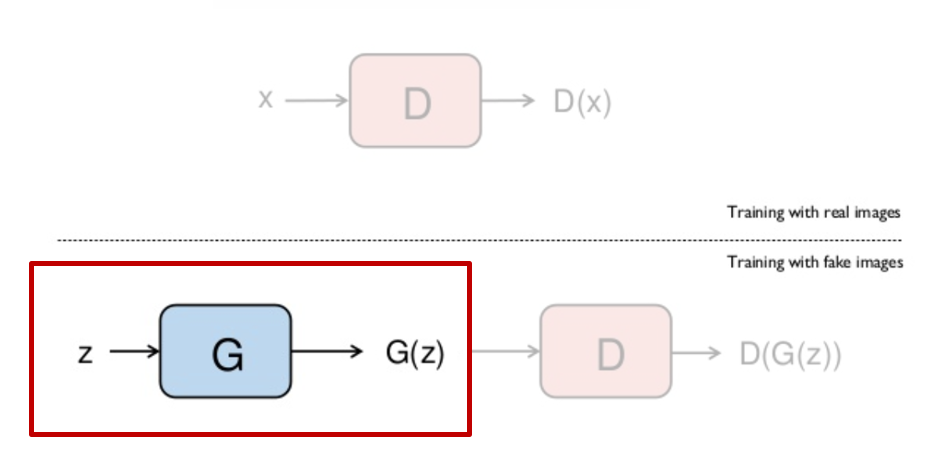 x D D(x)
Training with real images
Training with fake images
z G G(z) D D(G(z))